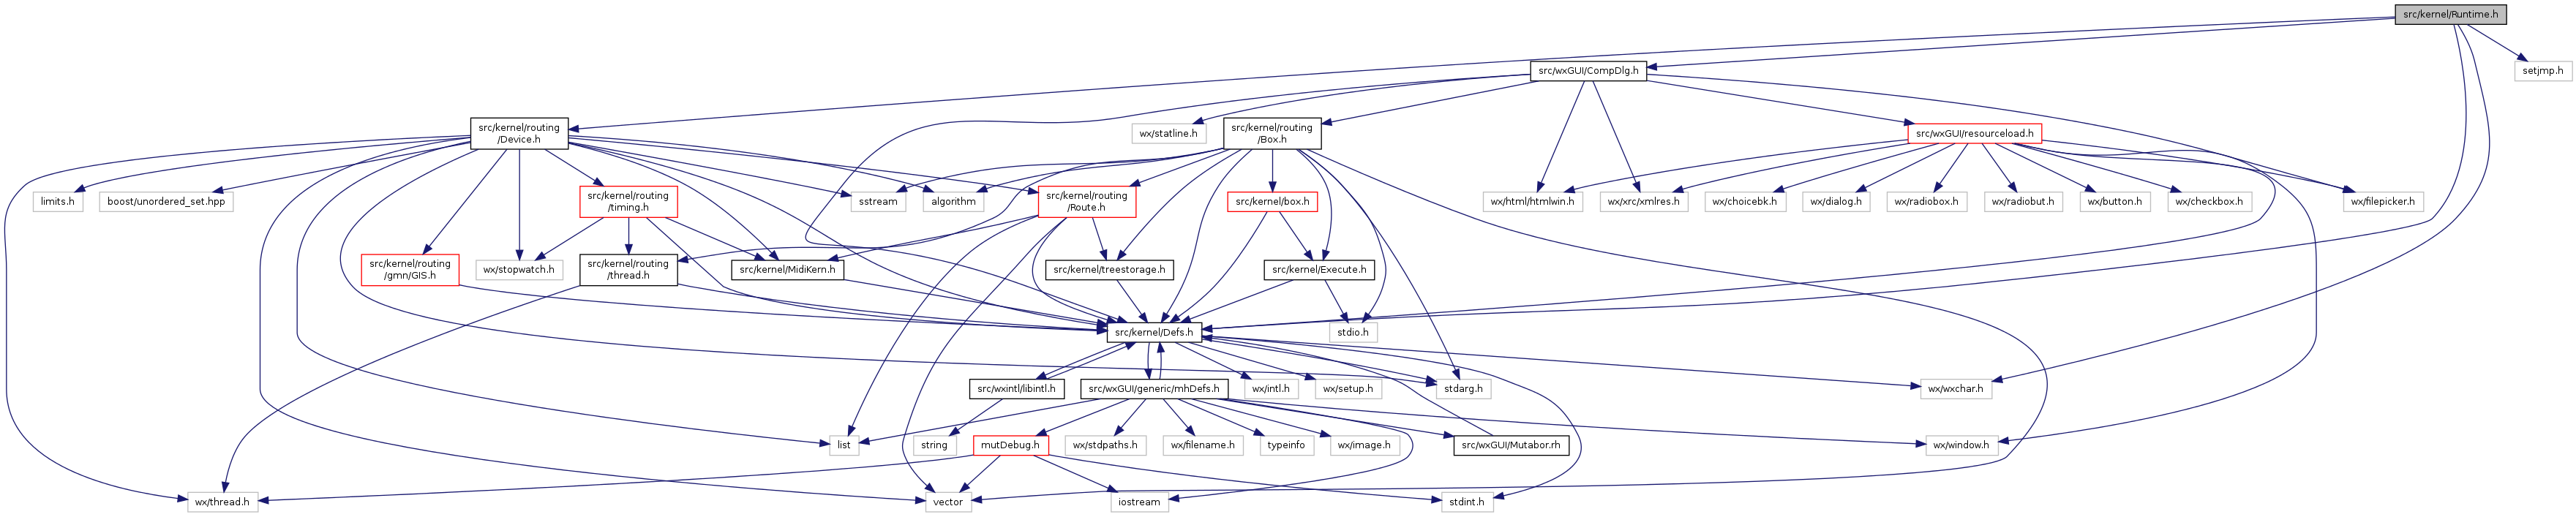 src/kernel/Runtime.h
src/wxGUI/CompDlg.h
setjmp.h
src/kernel/routing
/Device.h
wx/statline.h
src/kernel/routing
/Box.h
src/wxGUI/resourceload.h
limits.h
boost/unordered_set.hpp
src/kernel/routing
/timing.h
sstream
algorithm
src/kernel/routing
/Route.h
src/kernel/box.h
wx/html/htmlwin.h
wx/xrc/xmlres.h
wx/choicebk.h
wx/dialog.h
wx/radiobox.h
wx/radiobut.h
wx/button.h
wx/checkbox.h
wx/filepicker.h
src/kernel/routing
/gmn/GIS.h
wx/stopwatch.h
src/kernel/routing
/thread.h
src/kernel/MidiKern.h
src/kernel/treestorage.h
src/kernel/Execute.h
src/kernel/Defs.h
stdio.h
src/wxintl/libintl.h
src/wxGUI/generic/mhDefs.h
wx/intl.h
wx/setup.h
stdarg.h
wx/wxchar.h
list
string
mutDebug.h
wx/stdpaths.h
wx/filename.h
typeinfo
wx/image.h
src/wxGUI/Mutabor.rh
wx/window.h
wx/thread.h
vector
iostream
stdint.h